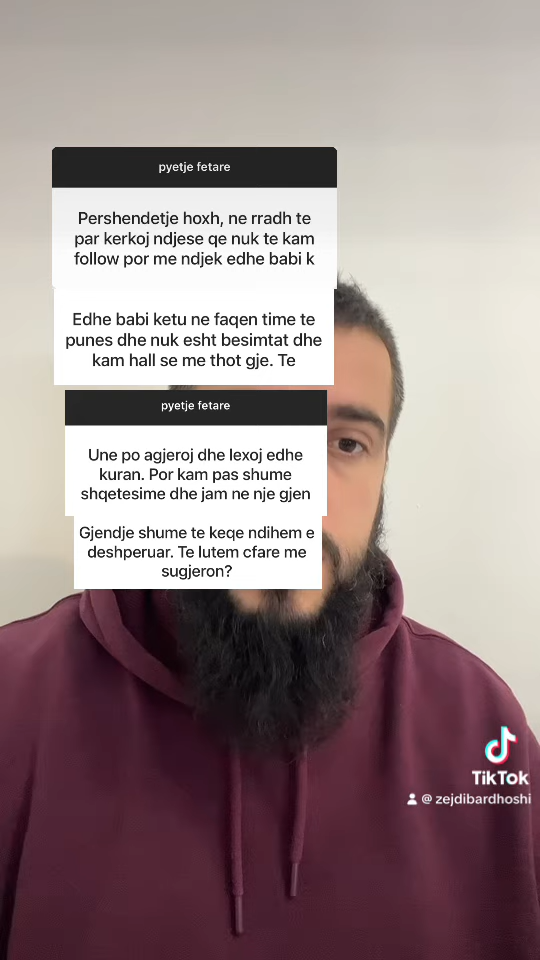 pyetje fetare
Pershendetje hoxh, ne rradh te
par kerkoj ndjese qe nuk te kam
follow por me ndjek edhe babi k
Edhe babi ketu ne faqen time te
punes dhe nuk esht besimtat dhe
kam hall se me thot gje. Te
pyetje fetare
Une po agjeroj dhe lexoj edhe
kuran. Por kam pas shume
shqetesime dhe jam ne nje gjen
Gjendje shume te keqe ndihem e
deshperuar. Te lutem cfare me
sugjeron?
TikTok
@ zejdibardhoshi